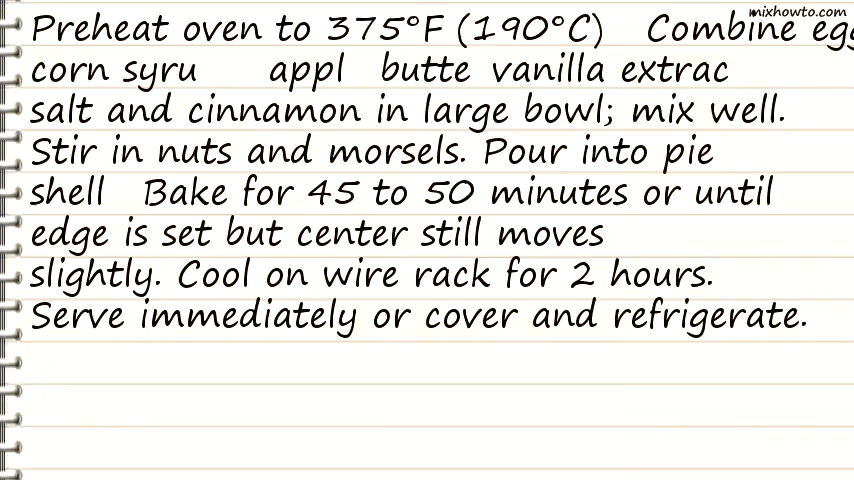 mixhowto.com
Preheat oven to 375°F (190°C)   Combine egg
corn syru   appl   butte vanilla extrac
salt and cinnamon in large bowl; mix well.
Stir in nuts and morsels. Pour into pie
shell   Bake for 45 to 50 minutes or until
edge is set but center still moves
slightly. Cool on wire rack for 2 hours.
Serve immediately or cover and refrigerate.